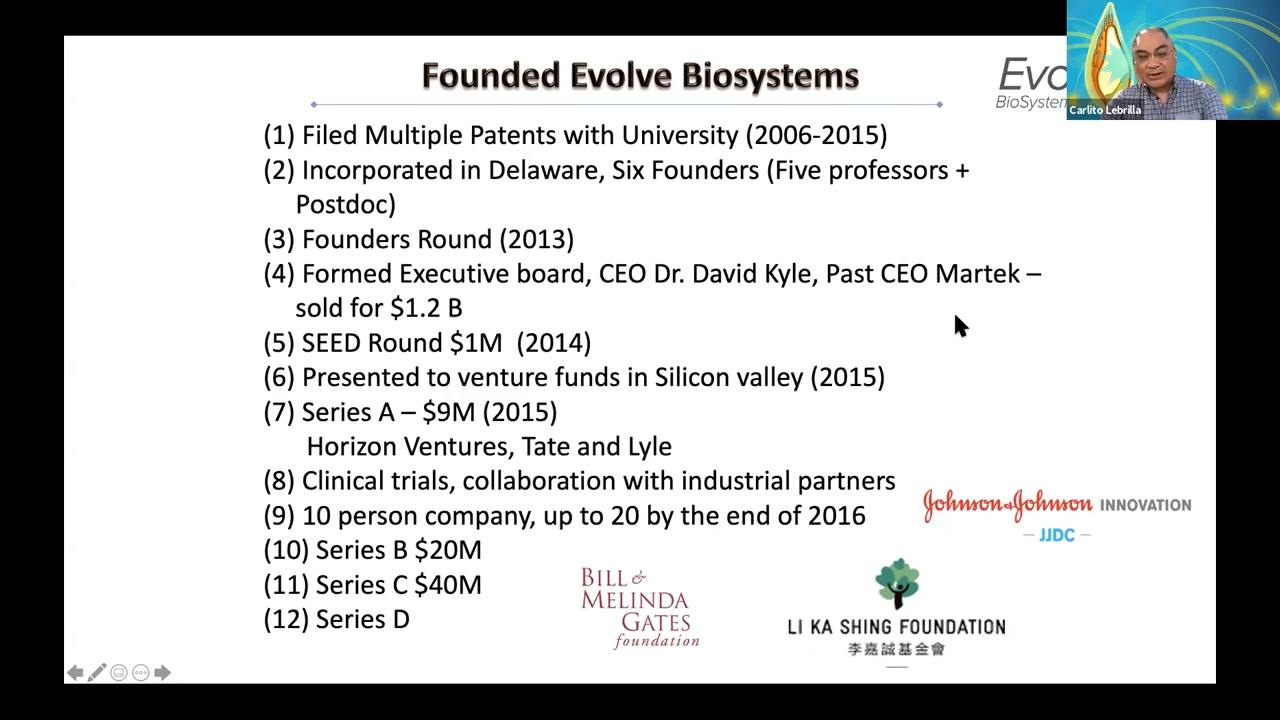 Founded Evolve Biosystems
Evo
BioSystem
Carlito Lebrilla
(1) Filed Multiple Patents with University (2006-2015)
(2) Incorporated in Delaware, Six Founders (Five professors +
Postdoc)
(3) Founders Round (2013)
(4) Formed Executive board, CEO Dr. David Kyle, Past CEO Martek –
sold for $1.2 B
(5) SEED Round $1M (2014)
(6) Presented to venture funds in Silicon valley (2015)
(7) Series A – $9M (2015)
Horizon Ventures, Tate and Lyle
(8) Clinical trials, collaboration with industrial partners
(9) 10 person company, up to 20 by the end of 2016
(10) Series B $20M
(11) Series C $40M
(12) Series D
Johnson & Johnson INNOVATION
– JJDC –
BILL &
MELINDA
GATES
foundation
LI KA SHING FOUNDATION
李嘉誠基金會